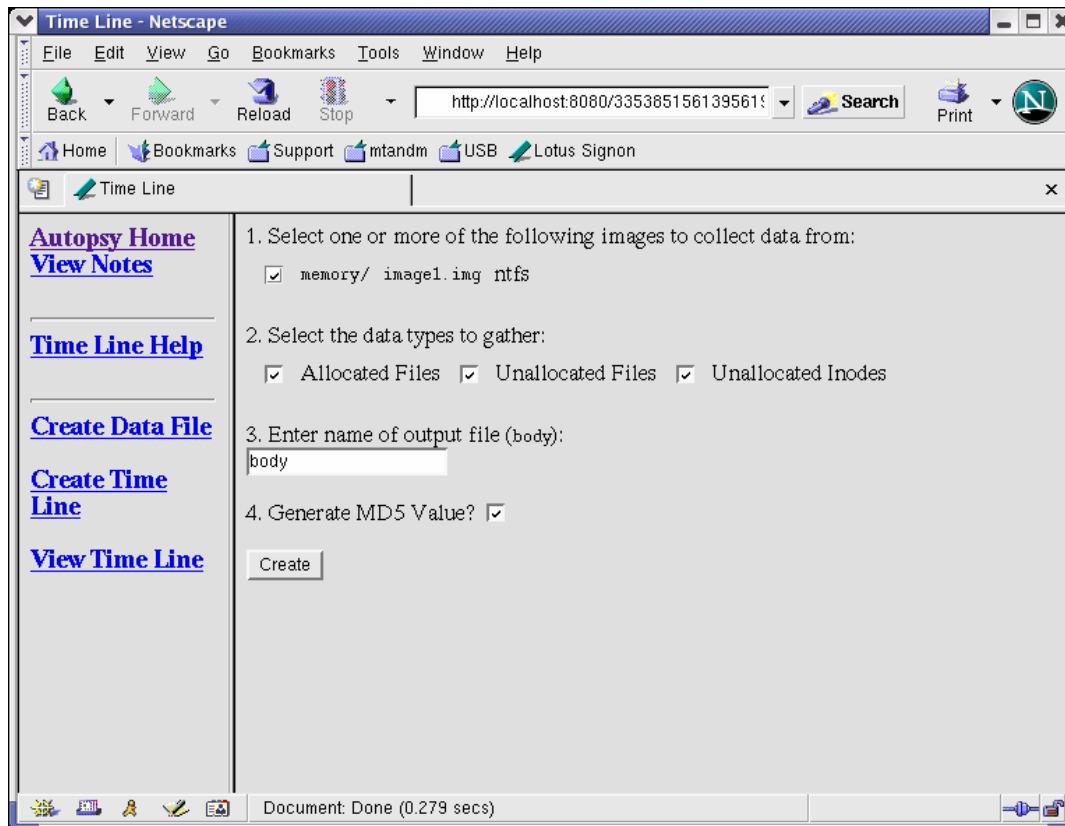 Time Line - Netscape
File Edit View Go Bookmarks Tools Window Help
Back Forward Reload Stop http://localhost:8080/3353851561395619 Search Print N
Home Bookmarks Support mtandm USB Lotus Signon
Time Line
Autopsy Home
View Notes
Time Line Help
Create Data File
Create Time
Line
View Time Line
1. Select one or more of the following images to collect data from:
memory/ image1.img ntfs
2. Select the data types to gather:
Allocated Files Unallocated Files Unallocated Inodes
3. Enter name of output file (body):
body
4. Generate MD5 Value?
Create
Document: Done (0.279 secs)